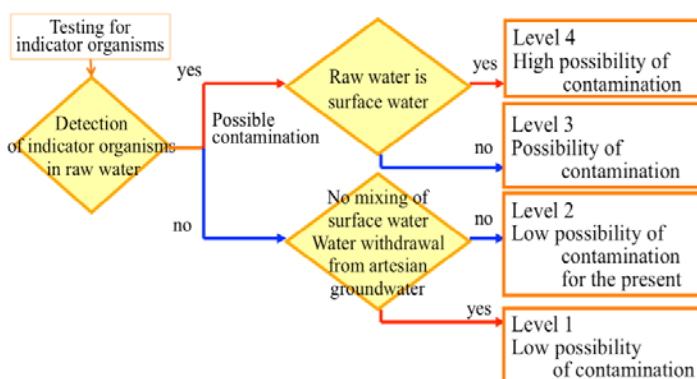 Testing for
indicator organisms
Detection
of indicator organisms
in raw water
yes
Possible
contamination
no
Raw water is
surface water
yes
no
No mixing of
surface water
Water withdrawal
from artesian
groundwater
no
yes
Level 4
High possibility of
contamination
Level 3
Possibility of
contamination
Level 2
Low possibility of
contamination
for the present
Level 1
Low possibility
of contamination